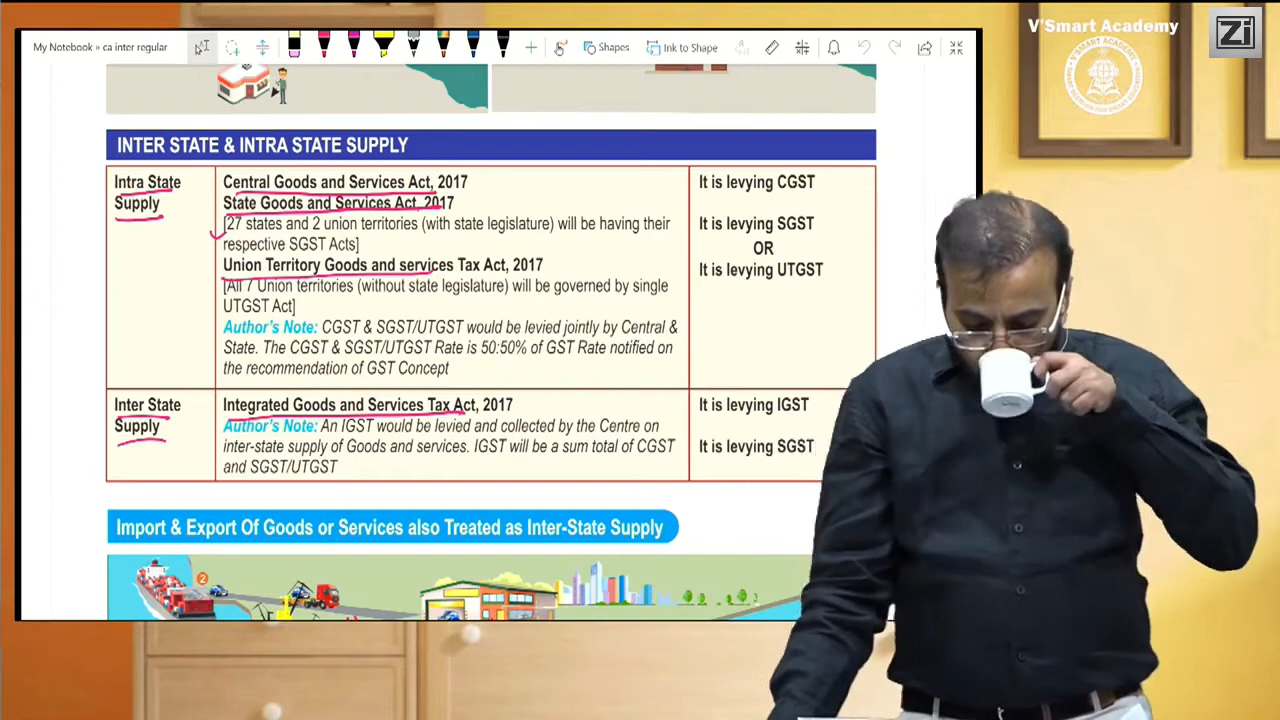 V'Smart Academy
Zi
My Notebook » ca inter regular
Shapes
Ink to Shape
INTER STATE & INTRA STATE SUPPLY
Intra State
Supply
Central Goods and Services Act, 2017
It is levying CGST
State Goods and Services Act, 2017
[27 states and 2 union territories (with state legislature) will be having their
It is levying SGST
respective SGST Acts]
OR
Union Territory Goods and services Tax Act, 2017
It is levying UTGST
[All 7 Union territories (without state legislature) will be governed by single
UTGST Act]
Author's Note: CGST & SGST/UTGST would be levied jointly by Central &
State. The CGST & SGST/UTGST Rate is 50:50% of GST Rate notified on
the recommendation of GST Concept
Inter State
Supply
Integrated Goods and Services Tax Act, 2017
It is levying IGST
Author's Note: An IGST would be levied and collected by the Centre on
inter-state supply of Goods and services. IGST will be a sum total of CGST
It is levying SGST
and SGST/UTGST
Import & Export Of Goods or Services also Treated as Inter-State Supply
2